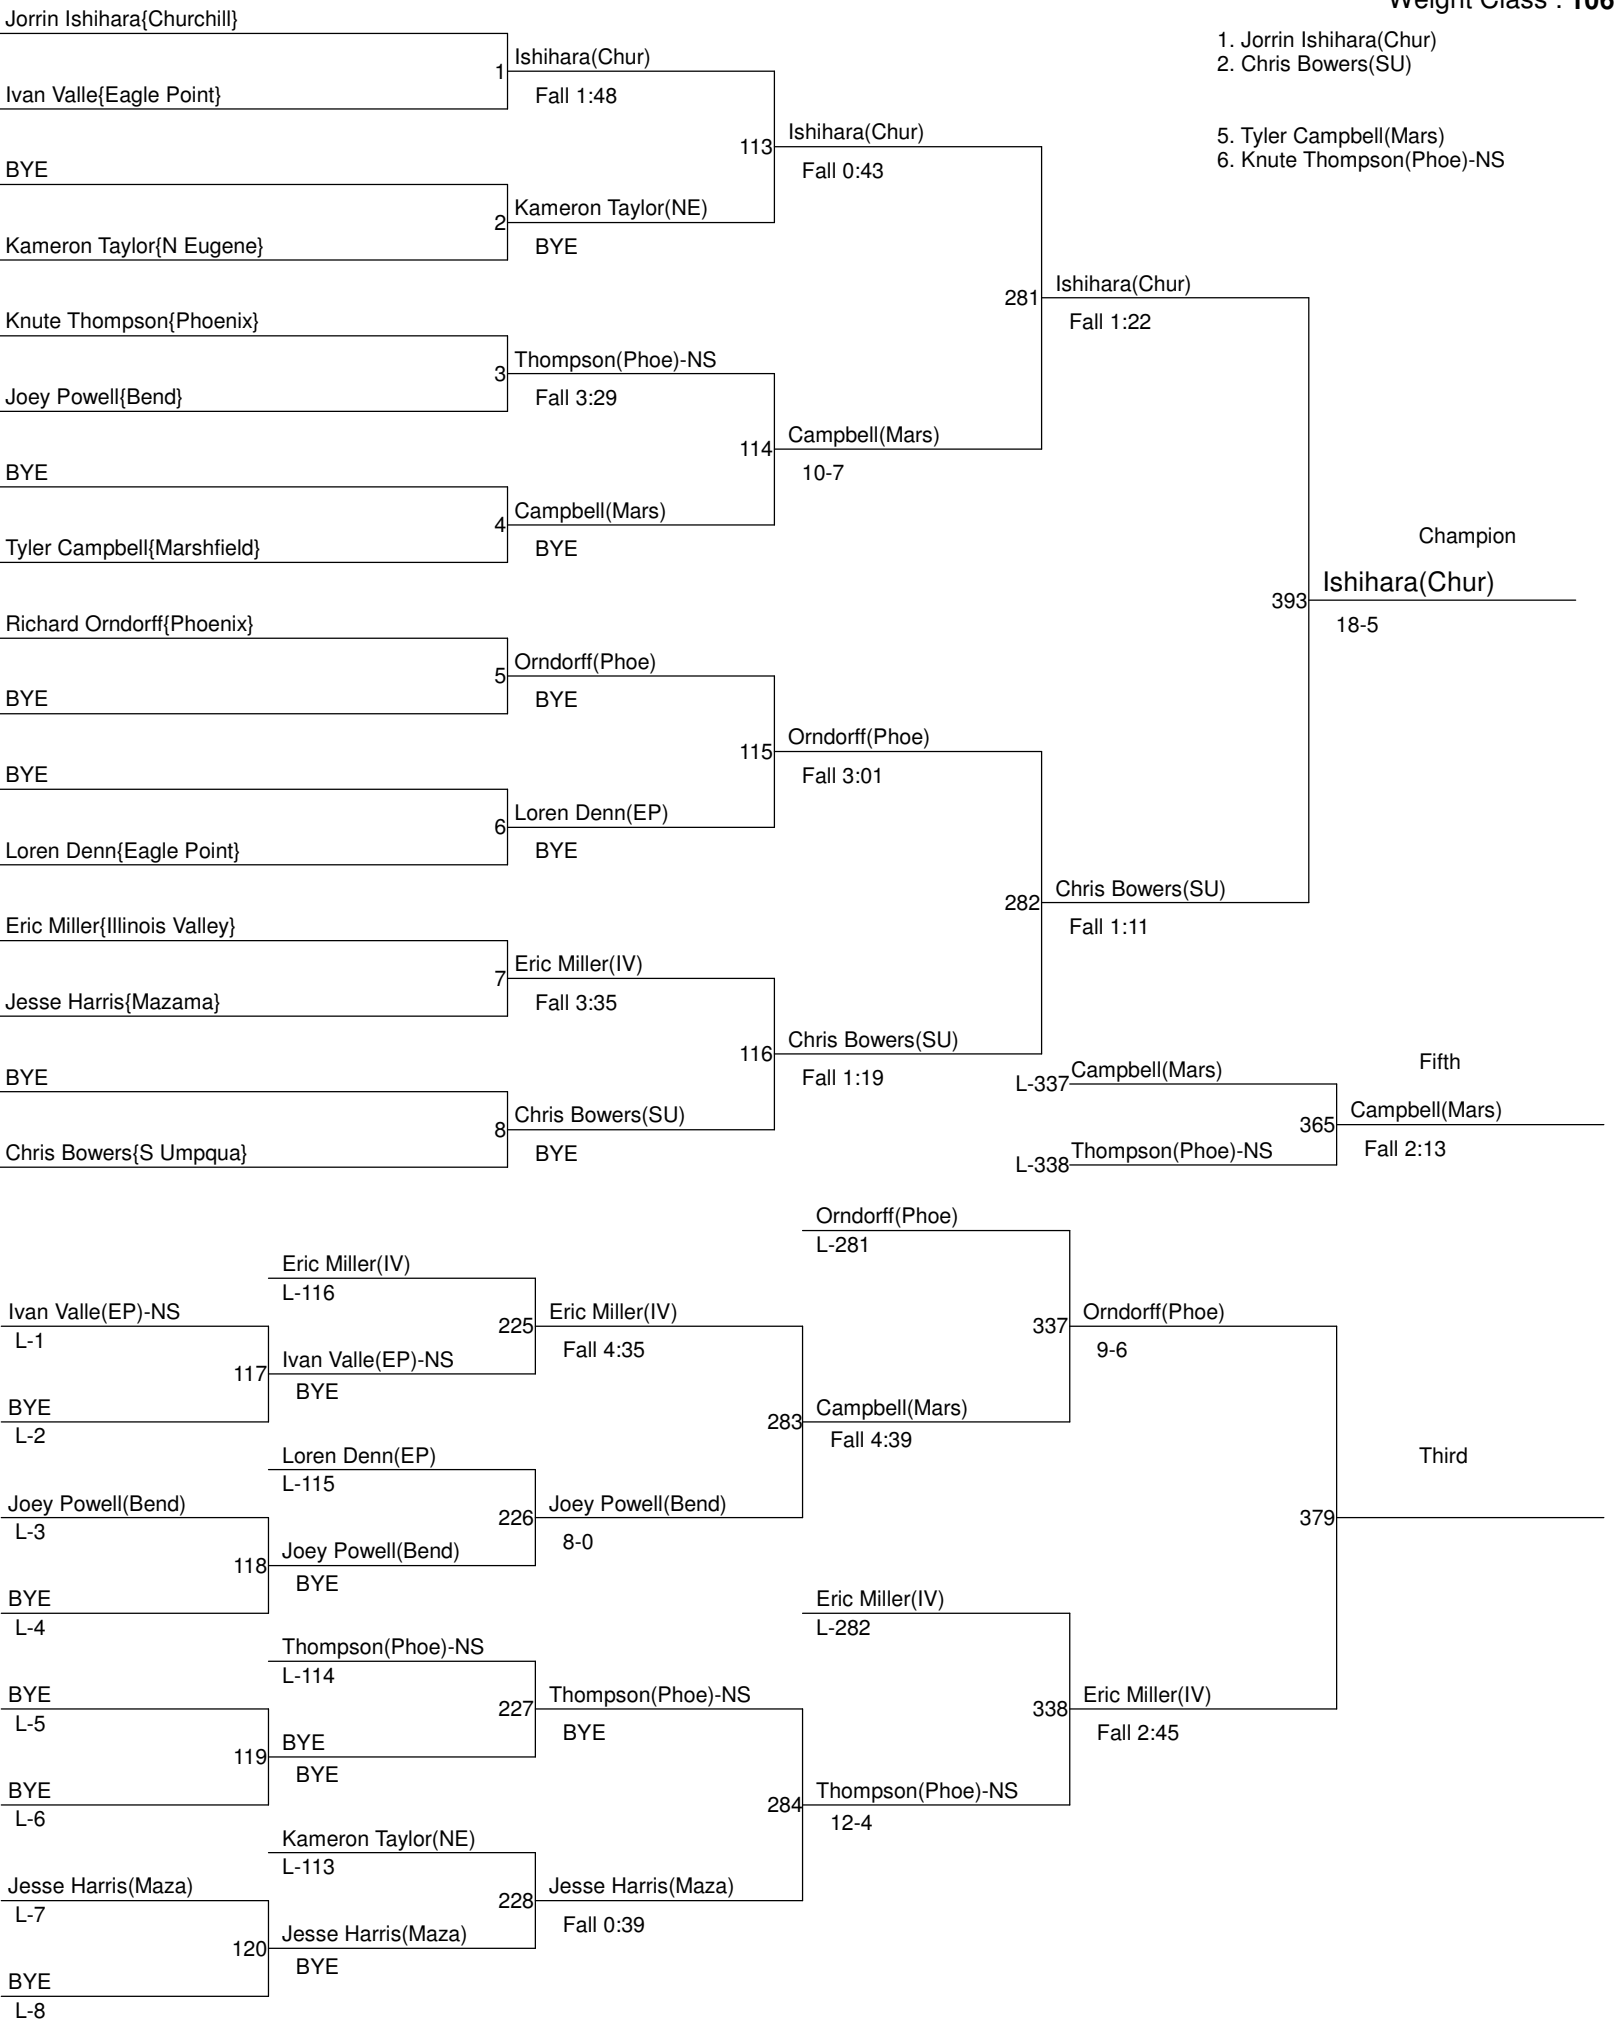 Weight Class : 106
1. Jorrin Ishihara(Chur)
2. Chris Bowers(SU)
5. Tyler Campbell(Mars)
6. Knute Thompson(Phoe)-NS
Jorrin Ishihara{Churchill}
1
Ishihara(Chur)
Fall 1:48
Ivan Valle{Eagle Point}
113
Ishihara(Chur)
Fall 0:43
BYE
2
Kameron Taylor(NE)
BYE
Kameron Taylor{N Eugene}
281
Ishihara(Chur)
Fall 1:22
Knute Thompson{Phoenix}
3
Thompson(Phoe)-NS
Fall 3:29
Joey Powell{Bend}
114
Campbell(Mars)
10-7
BYE
4
Campbell(Mars)
BYE
Tyler Campbell{Marshfield}
Champion
393
Ishihara(Chur)
18-5
Richard Orndorff{Phoenix}
5
Orndorff(Phoe)
BYE
BYE
115
Orndorff(Phoe)
Fall 3:01
BYE
6
Loren Denn(EP)
BYE
Loren Denn{Eagle Point}
282
Chris Bowers(SU)
Fall 1:11
Eric Miller{Illinois Valley}
7
Eric Miller(IV)
Fall 3:35
Jesse Harris{Mazama}
116
Chris Bowers(SU)
Fall 1:19
BYE
8
Chris Bowers(SU)
BYE
Chris Bowers{S Umpqua}
Fifth
L-337
Campbell(Mars)
365
Campbell(Mars)
Fall 2:13
L-338
Thompson(Phoe)-NS
Orndorff(Phoe)
L-281
Eric Miller(IV)
L-116
Ivan Valle(EP)-NS
L-1
225
Eric Miller(IV)
Fall 4:35
337
Orndorff(Phoe)
9-6
117
Ivan Valle(EP)-NS
BYE
BYE
L-2
283
Campbell(Mars)
Fall 4:39
Loren Denn(EP)
L-115
Third
Joey Powell(Bend)
L-3
226
Joey Powell(Bend)
8-0
379
118
Joey Powell(Bend)
BYE
BYE
L-4
Eric Miller(IV)
L-282
Thompson(Phoe)-NS
L-114
BYE
L-5
227
Thompson(Phoe)-NS
BYE
338
Eric Miller(IV)
Fall 2:45
119
BYE
BYE
BYE
L-6
284
Thompson(Phoe)-NS
12-4
Kameron Taylor(NE)
L-113
Jesse Harris(Maza)
L-7
228
Jesse Harris(Maza)
Fall 0:39
120
Jesse Harris(Maza)
BYE
BYE
L-8